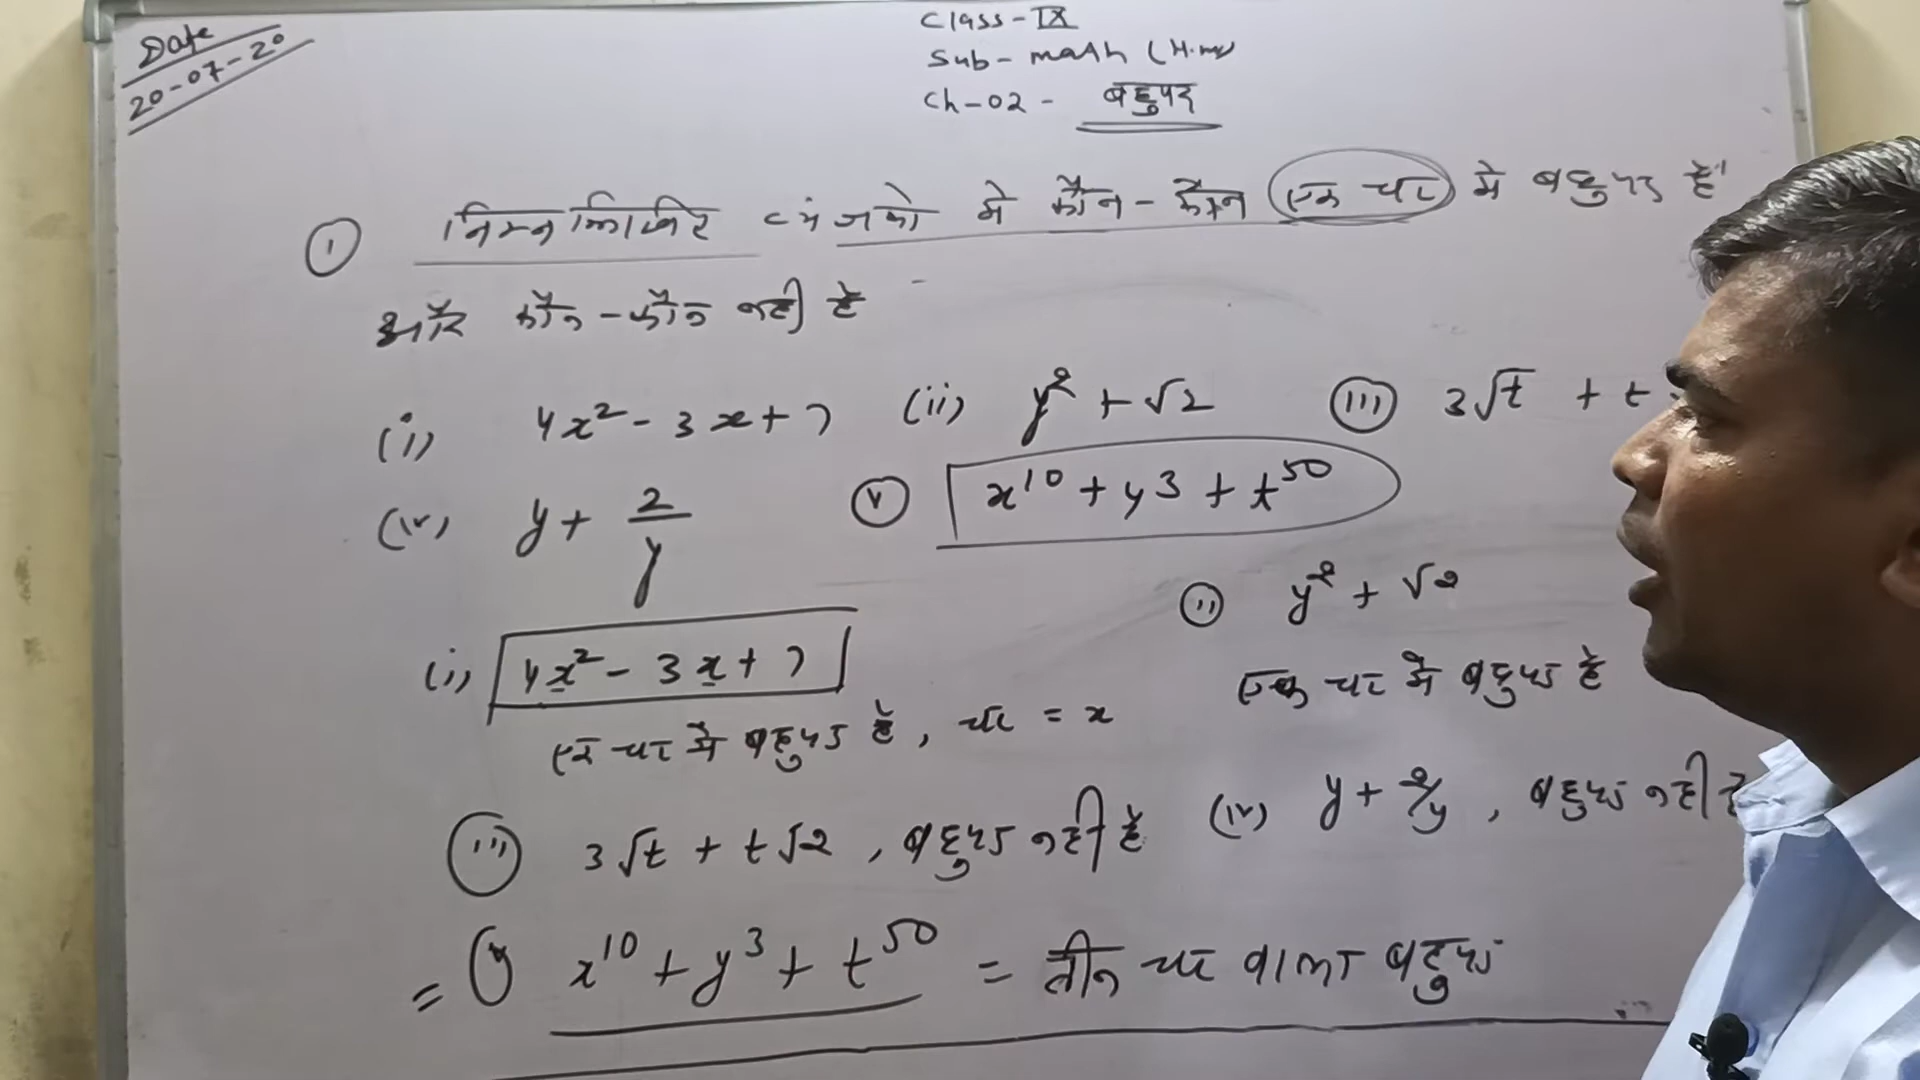 Date
20-07-20
Class-IX
Sub- math (H.m)
Ch-02 - बहुपद
① निम्नलिखित व्यंजको मे कौन-कौन एक चर मे बहुपद है
और कौन-कौन नही है
(i) 4x² - 3x + 7 (ii) y² + √2 (iii) 3√t + t
(iv) y + 2/y (v) x¹⁰ + y3 + t⁵⁰
(i) 4x² - 3x + 7
एक चर मे बहुपद है, चर = x
(ii) y² + √2
एक चर मे बहुपद है
(iii) 3√t + t√2, बहुपद नही है
(iv) y + 2/y, बहुपद नही है
= (v) x¹⁰ + y³ + t⁵⁰ = तीन चर वाला बहुपद